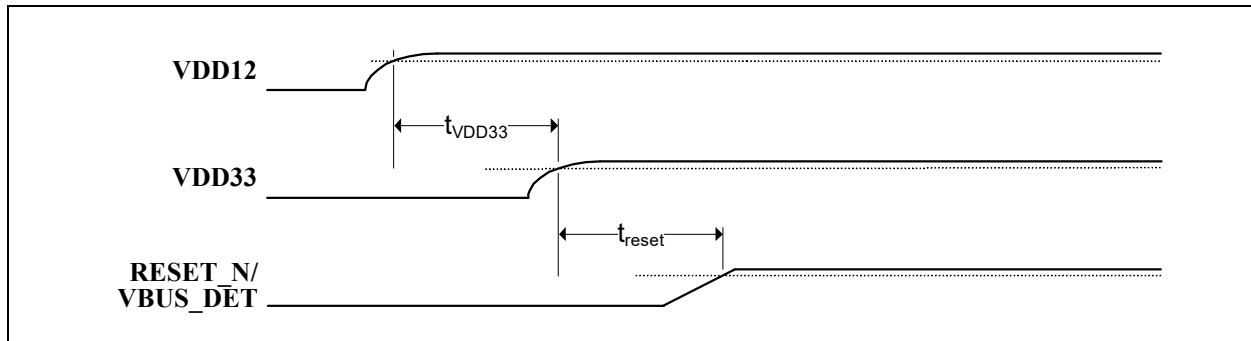 VDD12
tVDD33
VDD33
treset
RESET_N/
VBUS_DET